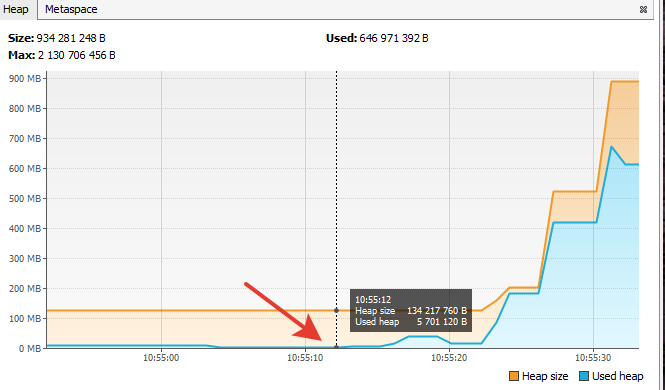 Heap Metaspace
Size: 934 281 248 B Used: 646 971 392 B
Max: 2 130 706 456 B
900 MB
800 MB
700 MB
600 MB
500 MB
400 MB
300 MB
200 MB
100 MB
0 MB
10:55:12
Heap size 134 217 760 B
Used heap 5 701 120 B
10:55:00 10:55:10 10:55:20 10:55:30
Heap size Used heap